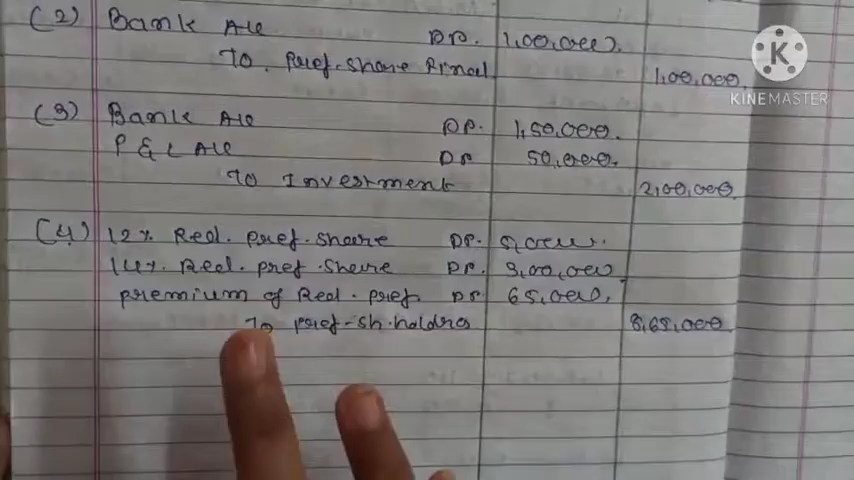 (2) Bank A/c Dr. 1,00,000.
To. Pref. Share Final 1,00,000.
KINEMASTER
(3) Bank A/c Dr. 1,50,000.
P & L A/c Dr 50,000.
To Investment 2,00,000.
(4) 12% Red. pref. share Dr. 5,000.
14%. Red. pref. share Dr. 3,00,000
premium of Red. pref. Dr 65,000.
To pref-sh. holdrs 8,65,000